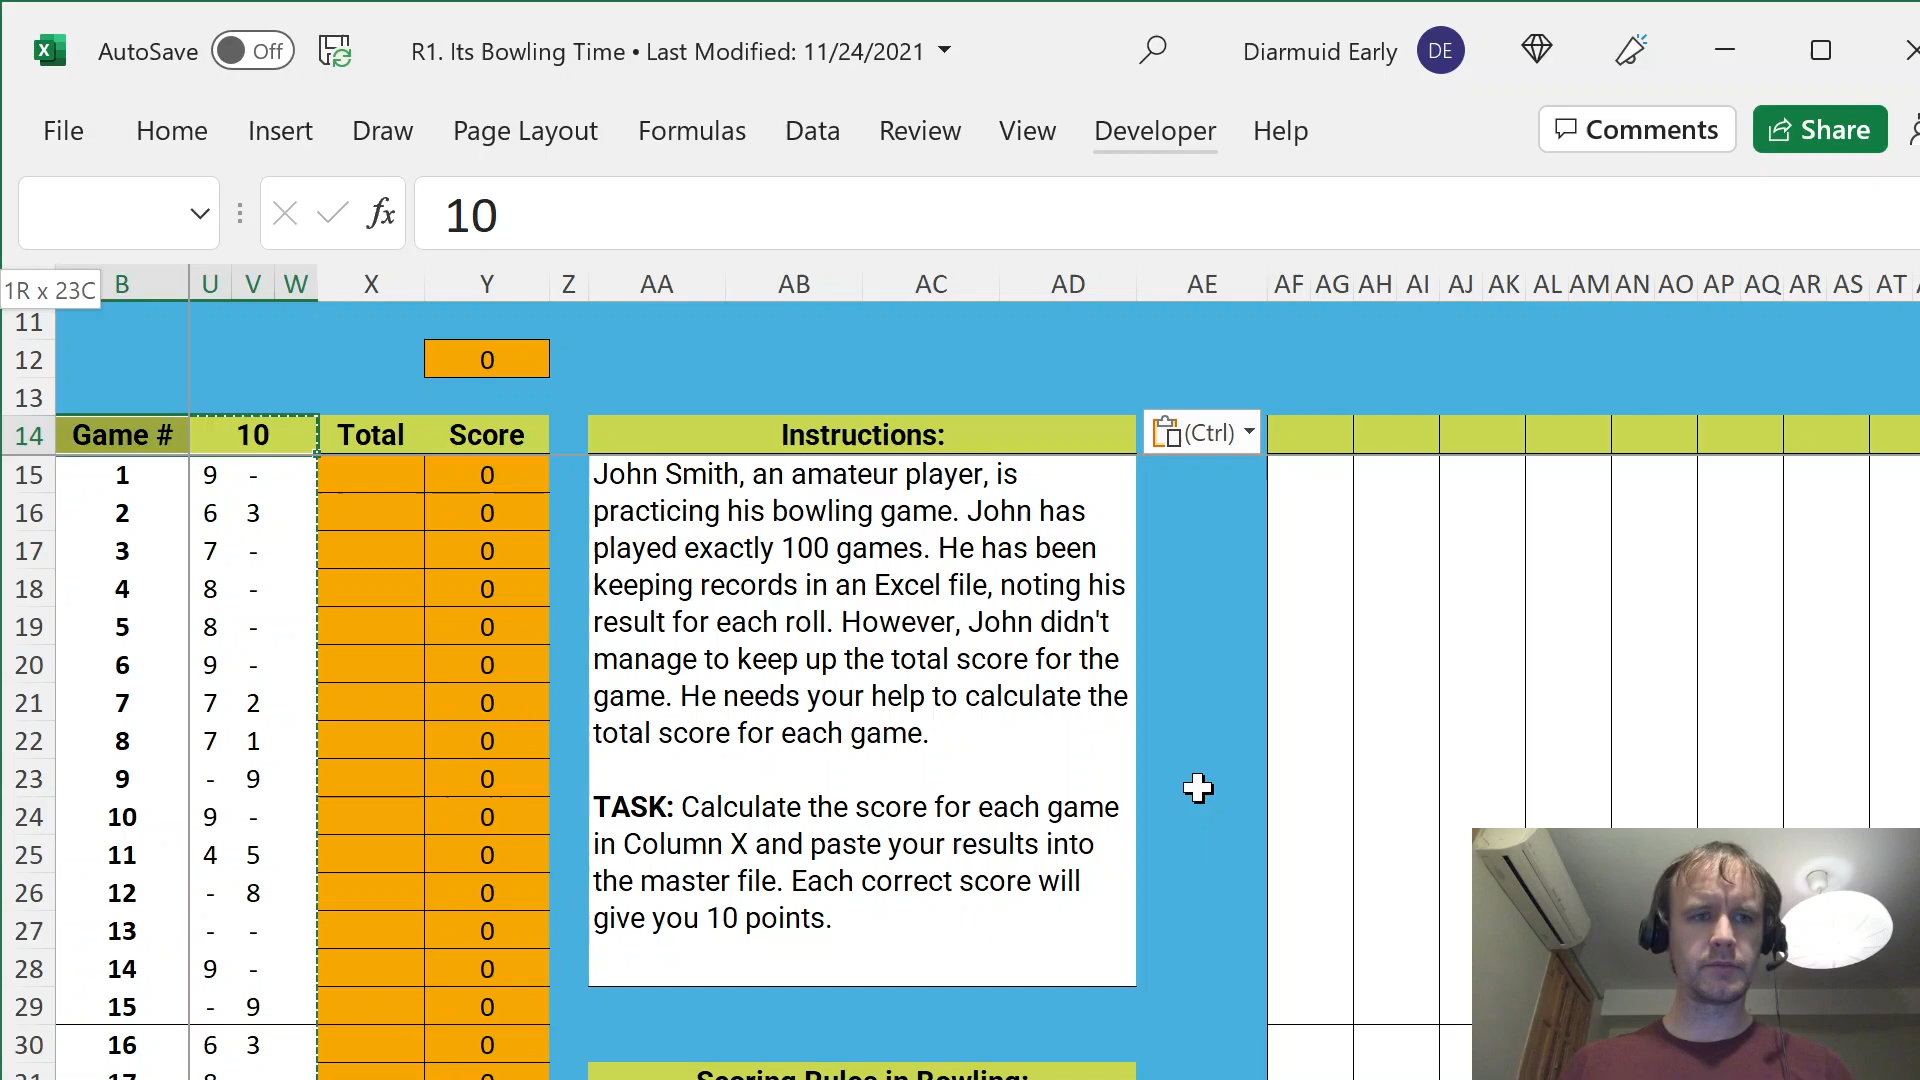 AutoSave Off R1. Its Bowling Time • Last Modified: 11/24/2021 Diarmuid Early DE
File Home Insert Draw Page Layout Formulas Data Review View Developer Help Comments Share
fx 10
1R x 23C B U V W X Y Z AA AB AC AD AE AF AG AH AI AJ AK AL AM AN AO AP AQ AR AS AT
11
12 0
13
14 Game # 10 Total Score Instructions: (Ctrl)
15 1 9 - 0
16 2 6 3 0
17 3 7 - 0
18 4 8 - 0
19 5 8 - 0
20 6 9 - 0
21 7 7 2 0
22 8 7 1 0
23 9 - 9 0
24 10 9 - 0
25 11 4 5 0
26 12 - 8 0
27 13 - - 0
28 14 9 - 0
29 15 - 9 0
30 16 6 3 0
John Smith, an amateur player, is
practicing his bowling game. John has
played exactly 100 games. He has been
keeping records in an Excel file, noting his
result for each roll. However, John didn't
manage to keep up the total score for the
game. He needs your help to calculate the
total score for each game.
TASK: Calculate the score for each game
in Column X and paste your results into
the master file. Each correct score will
give you 10 points.
Scoring Rules in Bowling: